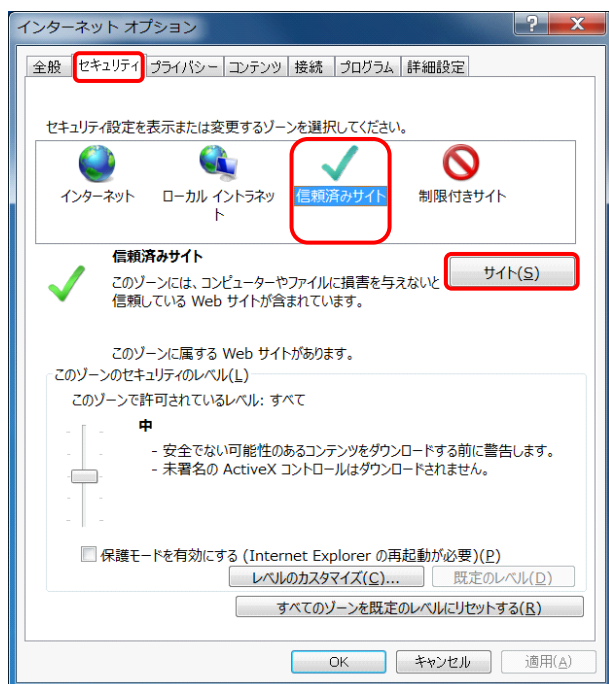 インターネット オプション
全般 セキュリティ プライバシー コンテンツ 接続 プログラム 詳細設定
セキュリティ設定を表示または変更するゾーンを選択してください。
インターネット
ローカル イントラネッ
ト
信頼済みサイト
制限付きサイト
信頼済みサイト
サイト(S)
このゾーンには、コンピューターやファイルに損害を与えないと
信頼している Web サイトが含まれています。
このゾーンに属する Web サイトがあります。
このゾーンのセキュリティのレベル(L)
このゾーンで許可されているレベル: すべて
中
- 安全でない可能性のあるコンテンツをダウンロードする前に警告します。
- 未署名の ActiveX コントロールはダウンロードされません。
保護モードを有効にする (Internet Explorer の再起動が必要)(P)
レベルのカスタマイズ(C)... 既定のレベル(D)
すべてのゾーンを既定のレベルにリセットする(R)
OK キャンセル 適用(A)